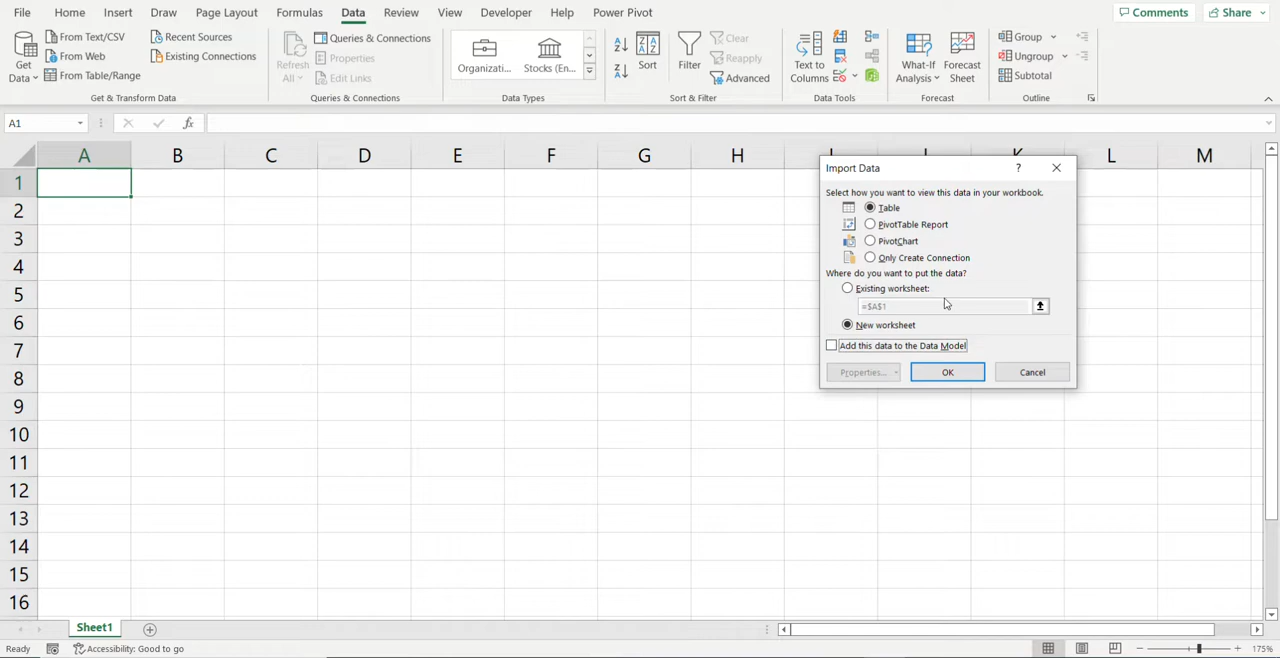 File Home Insert Draw Page Layout Formulas Data Review View Developer Help Power Pivot Comments Share
Get Data
From Text/CSV
From Web
From Table/Range
Recent Sources
Existing Connections
Get & Transform Data
Refresh All
Queries & Connections
Properties
Edit Links
Queries & Connections
Organizati...
Stocks (En...
Data Types
Sort
Filter
Clear
Reapply
Advanced
Sort & Filter
Text to Columns
Data Tools
What-If Analysis
Forecast Sheet
Forecast
Group
Ungroup
Subtotal
Outline
A1 fx
A B C D E F G H I J K L M
1
2
3
4
5
6
7
8
9
10
11
12
13
14
15
16
Import Data ?
Select how you want to view this data in your workbook.
Table
PivotTable Report
PivotChart
Only Create Connection
Where do you want to put the data?
Existing worksheet:
=$A$1
New worksheet
Add this data to the Data Model
Properties... OK Cancel
Sheet1
Ready Accessibility: Good to go 175%